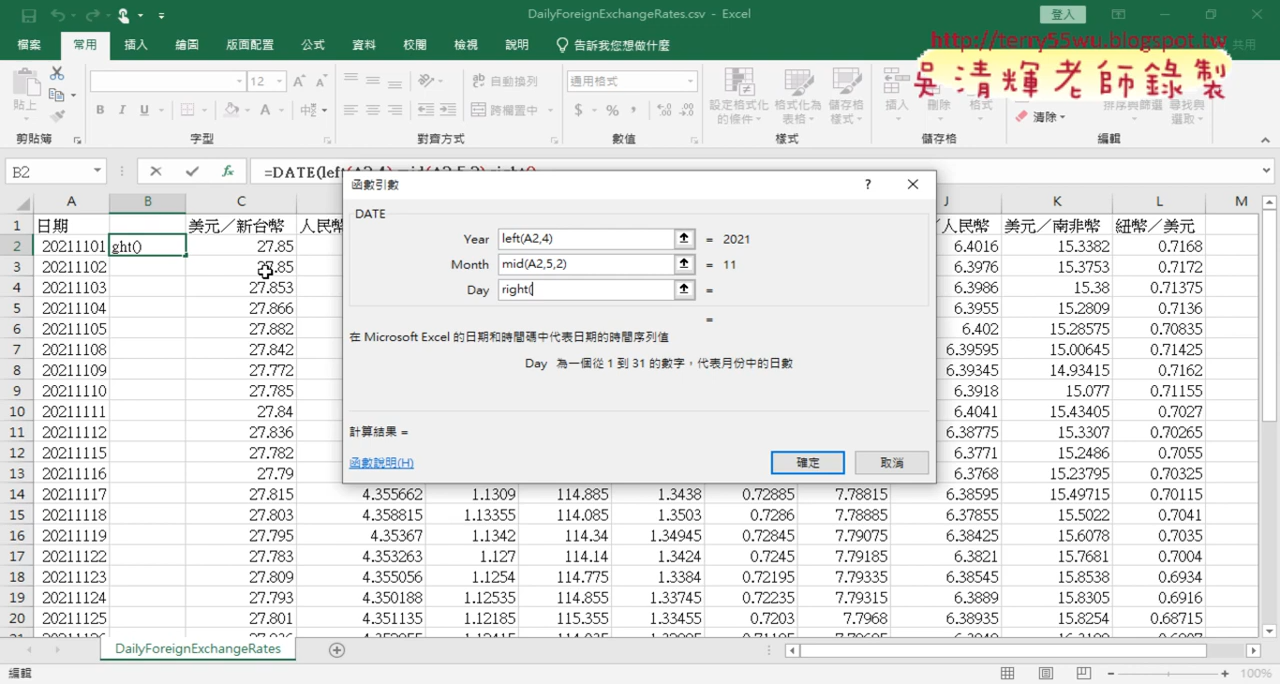 DailyForeignExchangeRates.csv - Excel
登入
http://terry55wu.blogspot.tw
吳清輝老師錄製
檔案 常用 插入 繪圖 版面配置 公式 資料 校閱 檢視 說明 告訴我您想做什麼 共用
貼上
12
B I U A 中
自動換列
跨欄置中
通用格式
$ % ,
設定格式化的條件 格式化為表格 儲存格樣式
插入 刪除 格式
清除
排序與篩選 尋找與選取
剪貼簿 字型 對齊方式 數值 樣式 儲存格 編輯
B2 fx =DATE(left(A2,4),mid(A2,5,2),right()
A B C J K L M
1 日期 美元／新台幣 人民幣 ／人民幣 美元／南非幣 紐幣／美元
2 20211101 ght() 27.85 6.4016 15.3382 0.7168
3 20211102 27.85 6.3976 15.3753 0.7172
4 20211103 27.853 6.3986 15.38 0.71375
5 20211104 27.866 6.3955 15.2809 0.7136
6 20211105 27.882 6.402 15.28575 0.70835
7 20211108 27.842 6.39595 15.00645 0.71425
8 20211109 27.772 6.39345 14.93415 0.7162
9 20211110 27.785 6.3918 15.077 0.71155
10 20211111 27.84 6.4041 15.43405 0.7027
11 20211112 27.836 6.38775 15.3307 0.70265
12 20211115 27.782 6.3771 15.2486 0.7055
13 20211116 27.79 6.3768 15.23795 0.70325
14 20211117 27.815 4.355662 1.1309 114.885 1.3438 0.72885 7.78815 6.38595 15.49715 0.70115
15 20211118 27.803 4.358815 1.13355 114.085 1.3503 0.7286 7.78885 6.37855 15.5022 0.7041
16 20211119 27.795 4.35367 1.1342 114.34 1.34945 0.72845 7.79075 6.38425 15.6078 0.7035
17 20211122 27.783 4.353263 1.127 114.14 1.3424 0.7245 7.79185 6.3821 15.7681 0.7004
18 20211123 27.809 4.355056 1.1254 114.775 1.3384 0.72195 7.79335 6.38545 15.8538 0.6934
19 20211124 27.793 4.350188 1.12535 114.855 1.33745 0.72235 7.79315 6.3889 15.8305 0.6916
20 20211125 27.801 4.351135 1.12185 115.355 1.33455 0.7203 7.7968 6.38935 15.8254 0.68715
函數引數 ?
DATE
Year left(A2,4) = 2021
Month mid(A2,5,2) = 11
Day right( =
=
在 Microsoft Excel 的日期和時間碼中代表日期的時間序列值
Day 為一個從 1 到 31 的數字，代表月份中的日數
計算結果 =
函數說明(H)
確定 取消
DailyForeignExchangeRates
編輯
100%